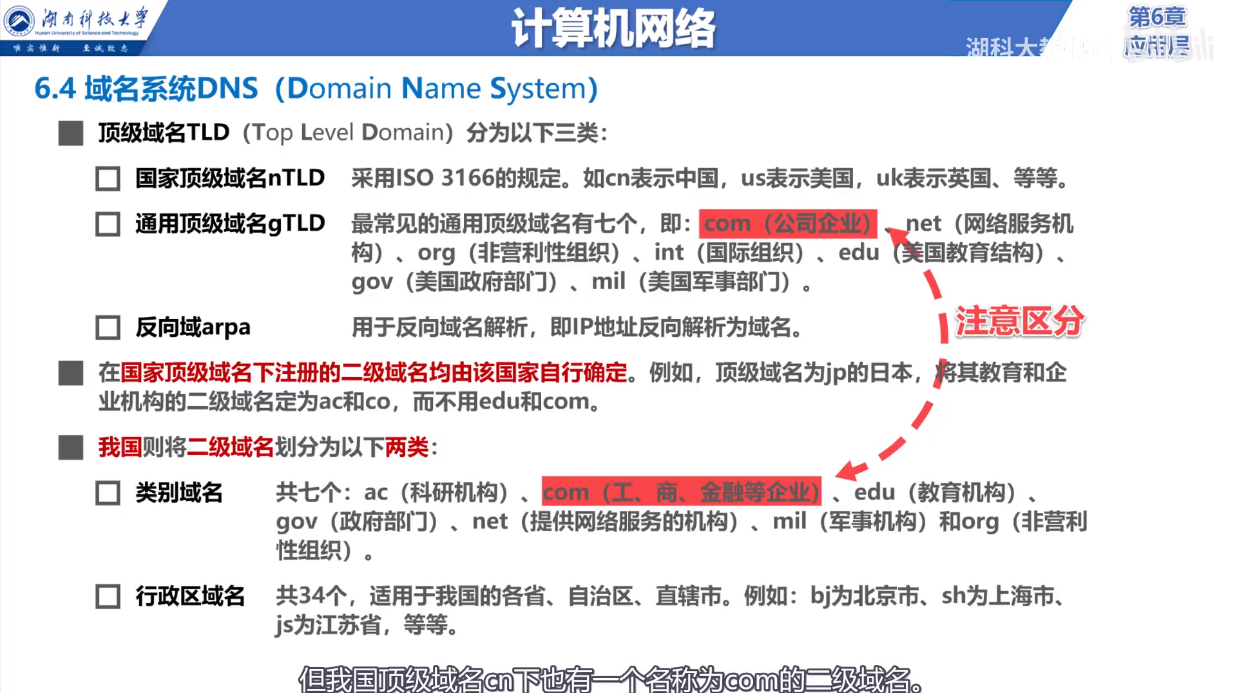 湖南科技大学
Hunan University of Science and Technology
唯实惟新 至诚致志
计算机网络
第6章
应用层
湖科大教
bilibili
6.4 域名系统DNS（Domain Name System）
顶级域名TLD（Top Level Domain）分为以下三类：
国家顶级域名nTLD 采用ISO 3166的规定。如cn表示中国，us表示美国，uk表示英国、等等。
通用顶级域名gTLD 最常见的通用顶级域名有七个，即：com（公司企业）、net（网络服务机
构）、org（非营利性组织）、int（国际组织）、edu（美国教育结构）、
gov（美国政府部门）、mil（美国军事部门）。
反向域arpa 用于反向域名解析，即IP地址反向解析为域名。
注意区分
在国家顶级域名下注册的二级域名均由该国家自行确定。例如，顶级域名为jp的日本，将其教育和企
业机构的二级域名定为ac和co，而不用edu和com。
我国则将二级域名划分为以下两类：
类别域名 共七个：ac（科研机构）、com（工、商、金融等企业）、edu（教育机构）、
gov（政府部门）、net（提供网络服务的机构）、mil（军事机构）和org（非营利
性组织）。
行政区域名 共34个，适用于我国的各省、自治区、直辖市。例如：bj为北京市、sh为上海市、
js为江苏省，等等。
但我国顶级域名cn下也有一个名称为com的二级域名。